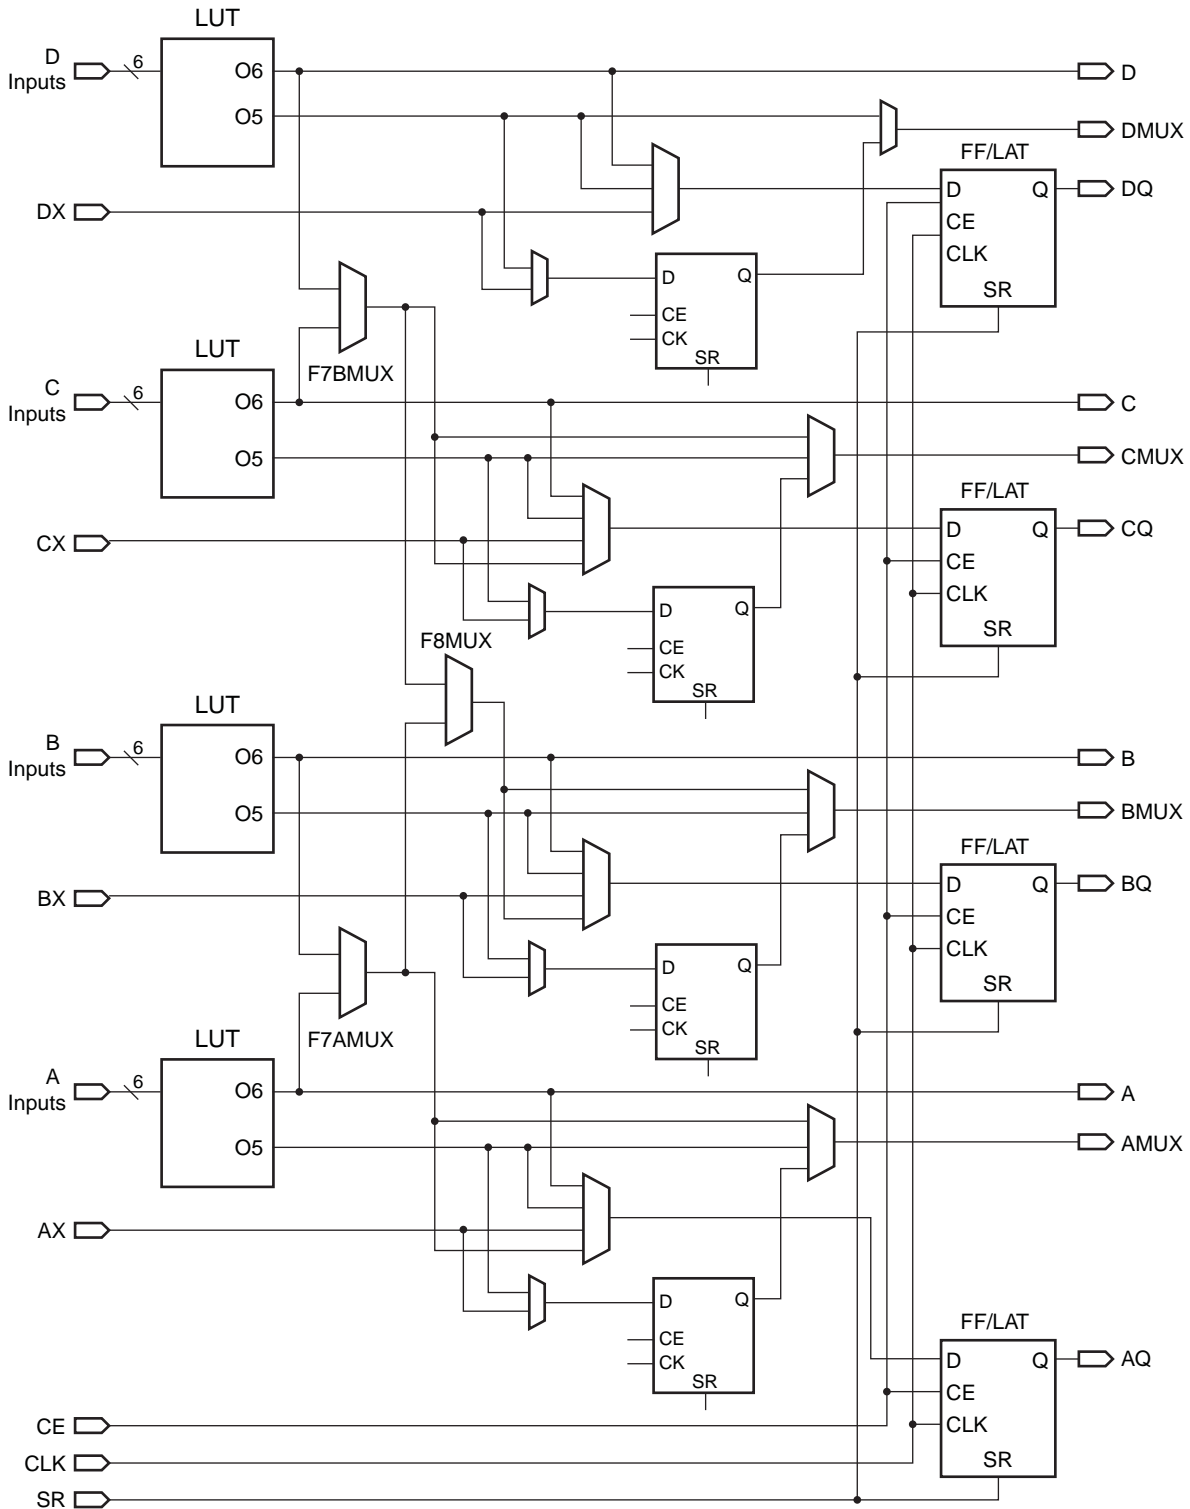 LUT
D
Inputs
6
O6
O5
D
DMUX
FF/LAT
D
Q
CE
CLK
SR
DQ
DX
D
Q
CE
CK
SR
F7BMUX
LUT
C
Inputs
6
O6
O5
C
CMUX
FF/LAT
D
Q
CE
CLK
SR
CQ
CX
D
Q
CE
CK
SR
F8MUX
LUT
B
Inputs
6
O6
O5
B
BMUX
FF/LAT
D
Q
CE
CLK
SR
BQ
BX
D
Q
CE
CK
SR
F7AMUX
LUT
A
Inputs
6
O6
O5
A
AMUX
AX
D
Q
CE
CK
SR
FF/LAT
D
Q
CE
CLK
SR
AQ
CE
CLK
SR